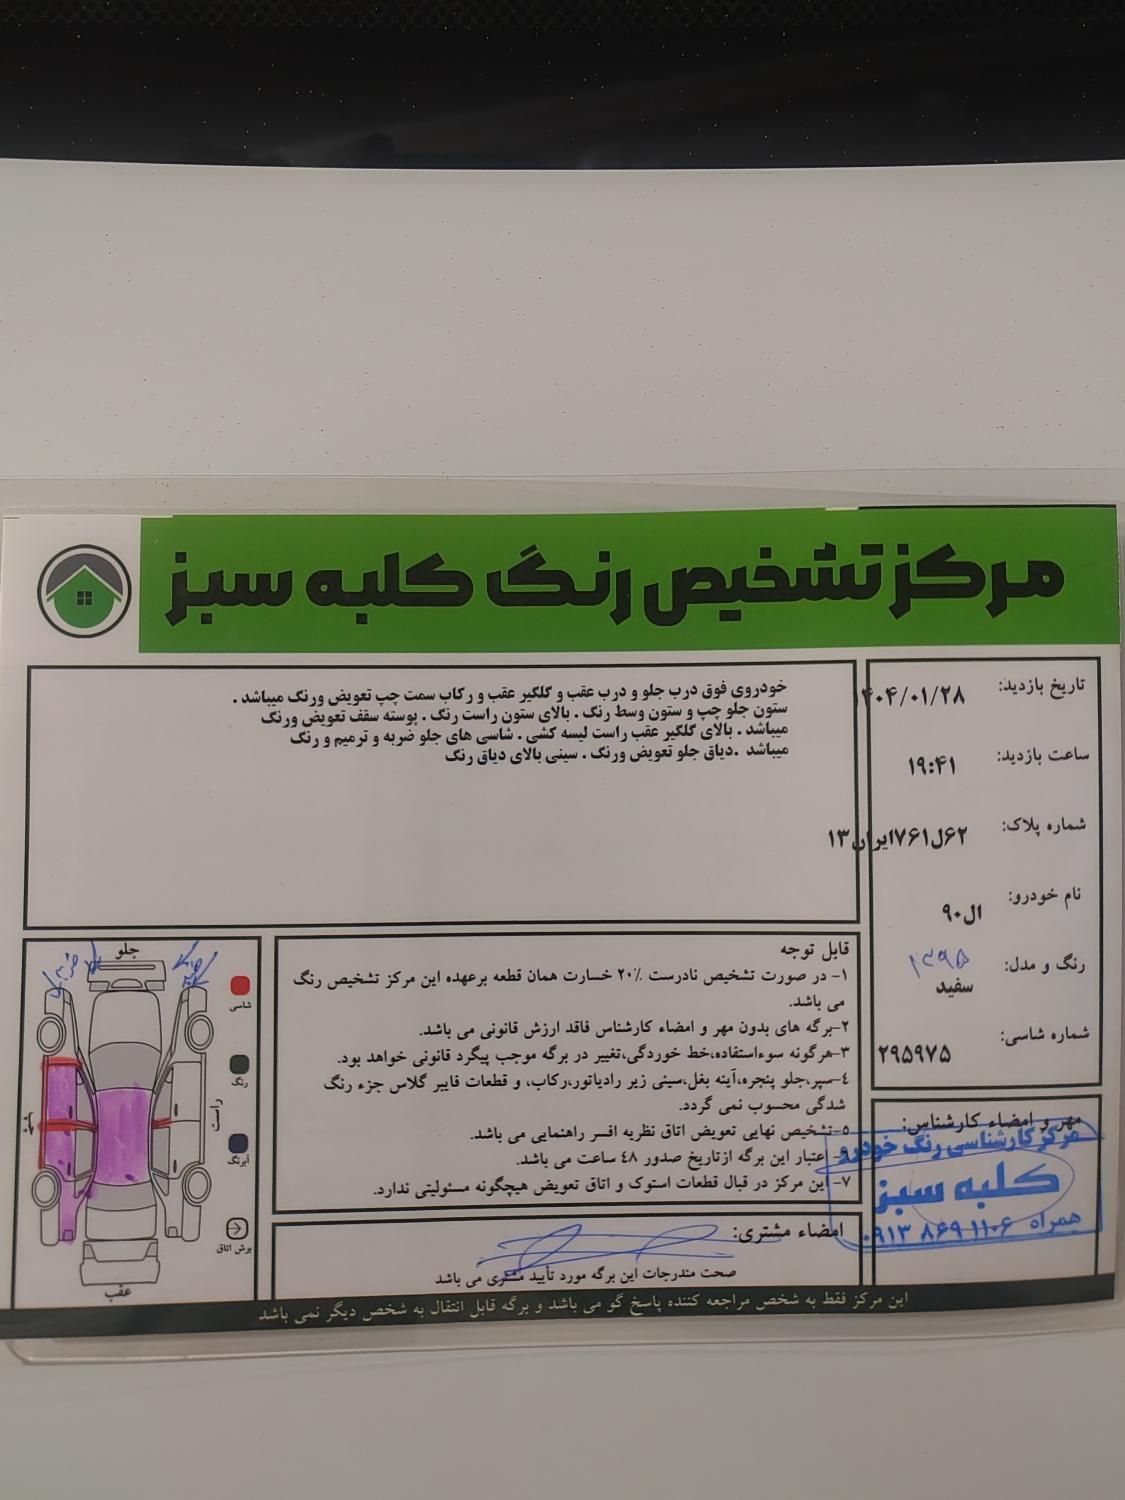 مرکز تشخیص رنگ کلبه سبز
تاریخ بازدید: ۱۴۰۴/۰۱/۲۸
ساعت بازدید: ۱۹:۴۱
شماره پلاک: ۶۲ل۷۶۱ایران۱۳
نام خودرو: ال۹۰
رنگ و مدل: ۱۳۹۵
سفید
شماره شاسی: ۲۹۵۹۷۵
خودروی فوق درب جلو و درب عقب و گلگیر عقب و رکاب سمت چپ تعویض ورنگ میباشد .
ستون جلو چپ و ستون وسط رنگ . بالای ستون راست رنگ . پوسته سقف تعویض ورنگ
میباشد . بالای گلگیر عقب راست لیسه کشی . شاسی های جلو ضربه و ترمیم و رنگ
میباشد .دیاق جلو تعویض ورنگ . سینی بالای دیاق رنگ
قابل توجه
۱- در صورت تشخیص نادرست ۲۰٪ خسارت همان قطعه برعهده این مرکز تشخیص رنگ
می باشد.
۲-برگه های بدون مهر و امضاء کارشناس فاقد ارزش قانونی می باشد.
۳-هرگونه سوءاستفاده،خط خوردگی،تغییر در برگه موجب پیگرد قانونی خواهد بود.
٤-سپر،جلو پنجره،آینه بغل،سینی زیر رادیاتور،رکاب، و قطعات فایبر گلاس جزء رنگ
شدگی محسوب نمی گردد.
۵-تشخیص نهایی تعویض اتاق نظریه افسر راهنمایی می باشد.
۶- اعتبار این برگه ازتاریخ صدور ٤٨ ساعت می باشد.
۷- این مرکز در قبال قطعات استوک و اتاق تعویض هیچگونه مسئولیتی ندارد.
امضاء مشتری:
صحت مندرجات این برگه مورد تأیید مشتری می باشد
مهر و امضاء کارشناس:
مرکز کارشناسی رنگ خودرو
کلبه سبز
همراه ۰۹۱۳ ۸۶۹ ۱۱۰۶
جلو
ضربه
شاسی
رنگ
راست
چپ
آبرنگ
برش اتاق
عقب
این مرکز فقط به شخص مراجعه کننده پاسخ گو می باشد و برگه قابل انتقال به شخص دیگر نمی باشد